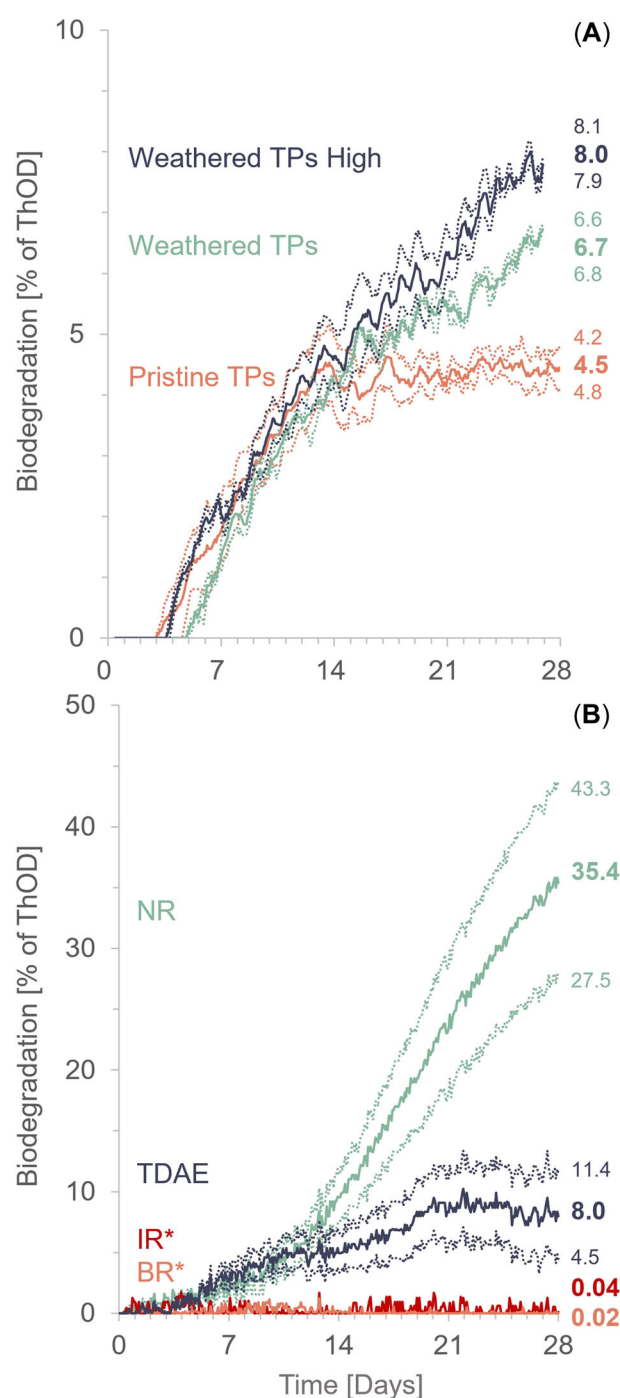 (A)
10
5
0
Biodegradation [% of ThOD]
Weathered TPs High
Weathered TPs
Pristine TPs
8.1
8.0
7.9
6.6
6.7
6.8
4.2
4.5
4.8
0 7 14 21 28
(B)
50
40
30
20
10
0
Biodegradation [% of ThOD]
NR
TDAE
IR*
BR*
43.3
35.4
27.5
11.4
8.0
4.5
0.04
0.02
0 7 14 21 28
Time [Days]